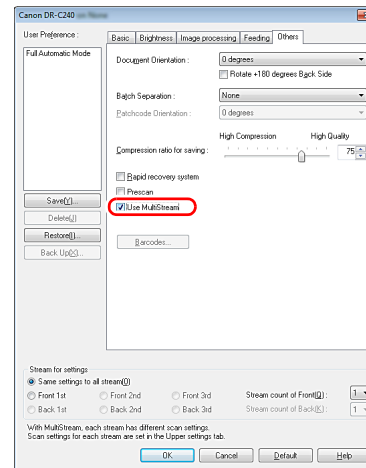 Canon DR-C240
User Preference :
Full Automatic Mode
Save(Y)...
Delete(J)
Restore(I)...
Back Up(X)...
Basic Brightness Image processing Feeding Others
Document Orientation : 0 degrees
Rotate +180 degrees Back Side
Batch Separation : None
Patchcode Orientation : 0 degrees
High Compression High Quality
Compression ratio for saving : 75
Rapid recovery system
Prescan
Use MultiStream
Barcodes...
Stream for settings
Same settings to all stream(0)
Front 1st Front 2nd Front 3rd Stream count of Front(Q) : 1
Back 1st Back 2nd Back 3rd Stream count of Back(K) : 1
With MultiStream, each stream has different scan settings.
Scan settings for each stream are set in the Upper settings tab.
OK Cancel Default Help